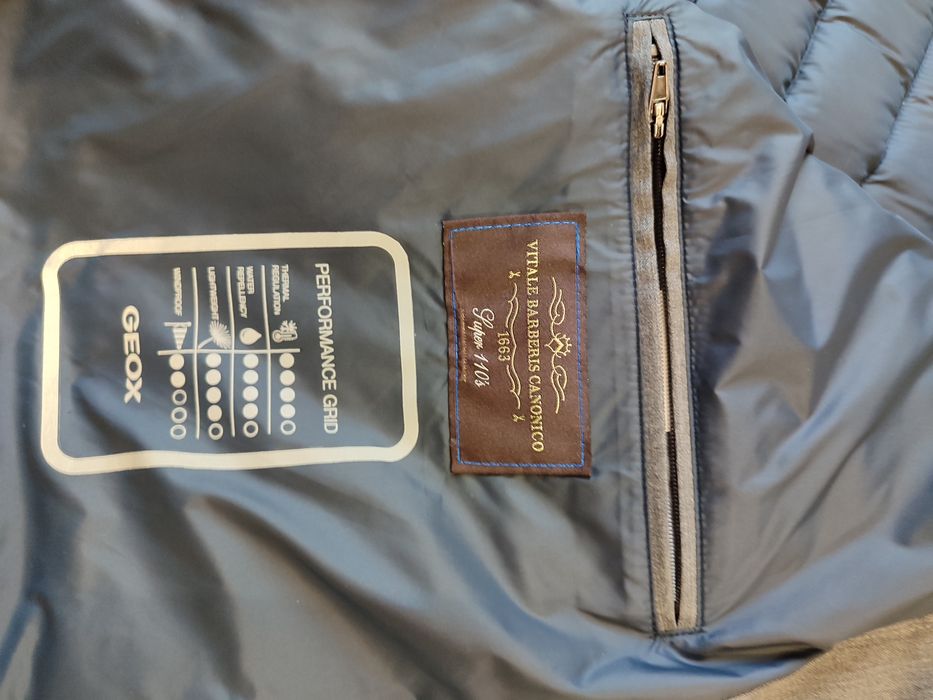 PERFORMANCE GRID
THERMAL
REGULATION
WATER
REPELLENCY
LIGHTWEIGHT
WINDPROOF
GEOX
VITALE BARBERIS CANONICO
1663
Super 110's